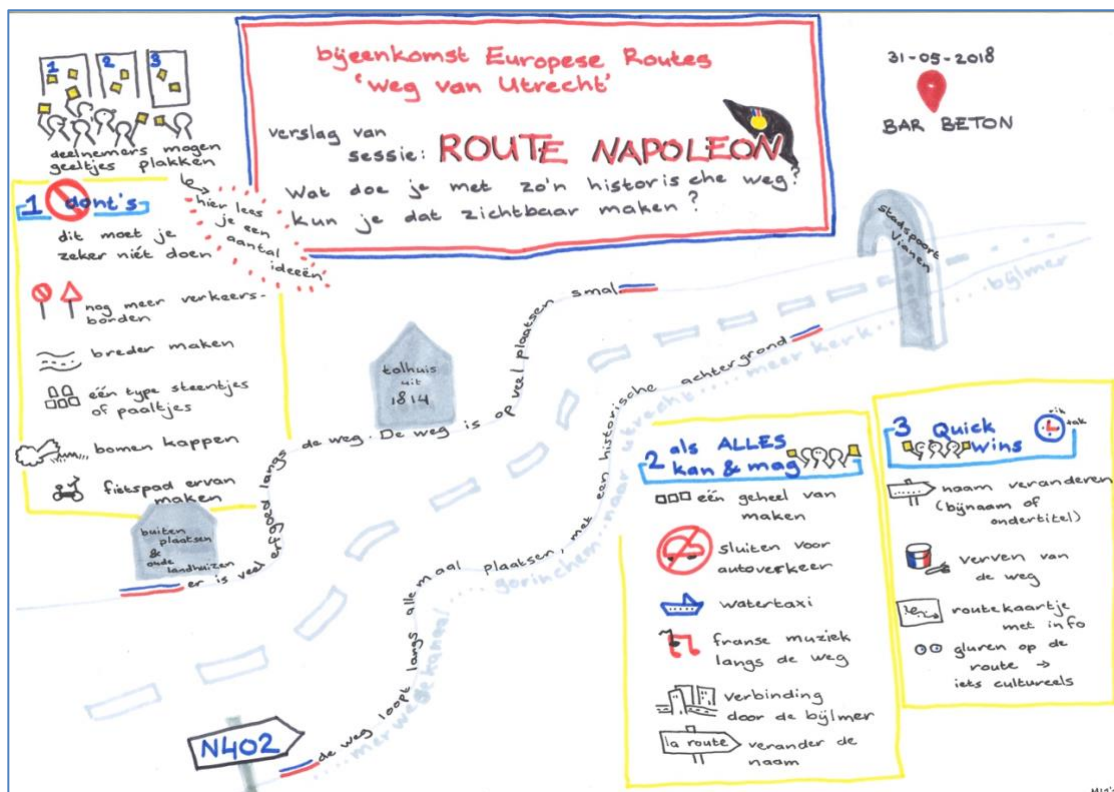 bijeenkomst Europese Routes
'weg van Utrecht'
verslag van
sessie: ROUTE NAPOLEON
Wat doe je met zo'n historische weg?
kun je dat zichtbaar maken?
31-05-2018
BAR BETON
1 2 3
deelnemers mogen
geeltjes plakken
hier lees
je een
aantal
ideeën
1 dont's
dit moet je
zeker niét doen
nog meer verkeers-
borden
breder maken
één type steentjes
of paaltjes
bomen kappen
fietspad ervan
maken
buiten
plaatsen
&
oude
landhuizen
tolhuis
uit
1814
stadspoort
Vianen
er is veel erfgoed langs de weg. De weg is op veel plaatsen smal
de weg loopt langs allemaal plaatsen, met een historische achtergrond
....merwedekanaal...gorinchem...naar utrecht....meerkerk.......bijlmer
N402
2 als ALLES
kan & mag
één geheel van
maken
sluiten voor
autoverkeer
watertaxi
franse muziek
langs de weg
verbinding
door de bijlmer
la route
verander de
naam
3 Quick
wins
tik
tak
naam veranderen
(bijnaam of
ondertitel)
verven van
de weg
routekaartje
met info
gluren op de
route →
iets cultureels